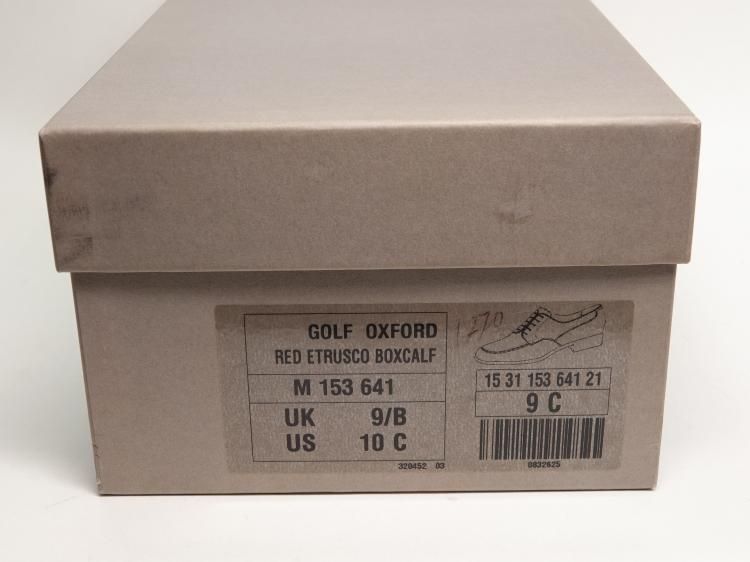 GOLF OXFORD
RED ETRUSCO BOXCALF
M 153 641
UK 9/B
US 10 C
320452 03
270
15 31 153 641 21
9 C
0832625